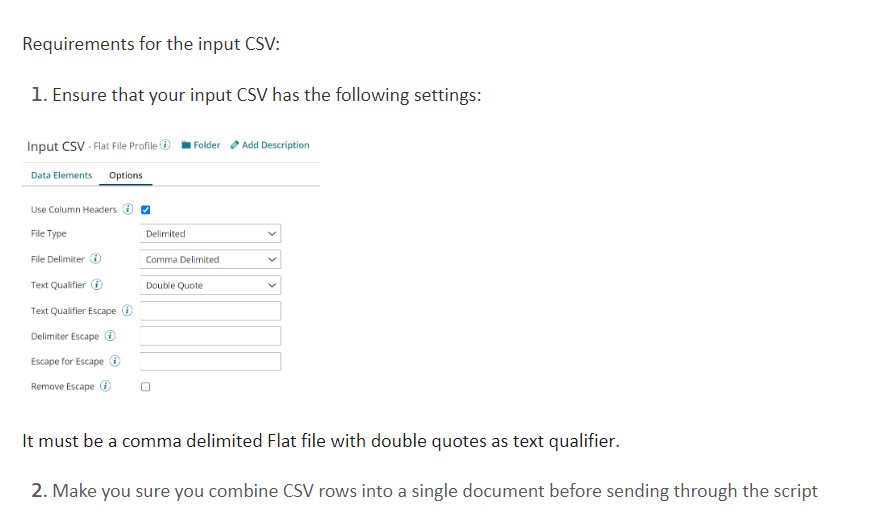 Requirements for the input CSV:
1. Ensure that your input CSV has the following settings:
Input CSV - Flat File Profile Folder Add Description
Data Elements Options
Use Column Headers
File Type Delimited
File Delimiter Comma Delimited
Text Qualifier Double Quote
Text Qualifier Escape
Delimiter Escape
Escape for Escape
Remove Escape
It must be a comma delimited Flat file with double quotes as text qualifier.
2. Make you sure you combine CSV rows into a single document before sending through the script